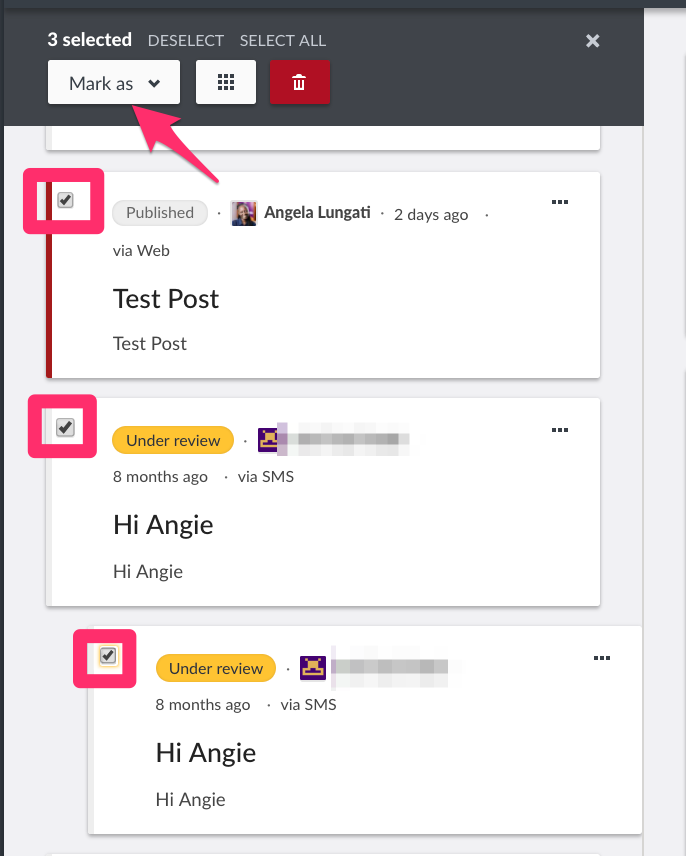 3 selected DESELECT SELECT ALL
Mark as
Published · Angela Lungati · 2 days ago ·
via Web
Test Post
Test Post
Under review ·
8 months ago · via SMS
Hi Angie
Hi Angie
Under review ·
8 months ago · via SMS
Hi Angie
Hi Angie